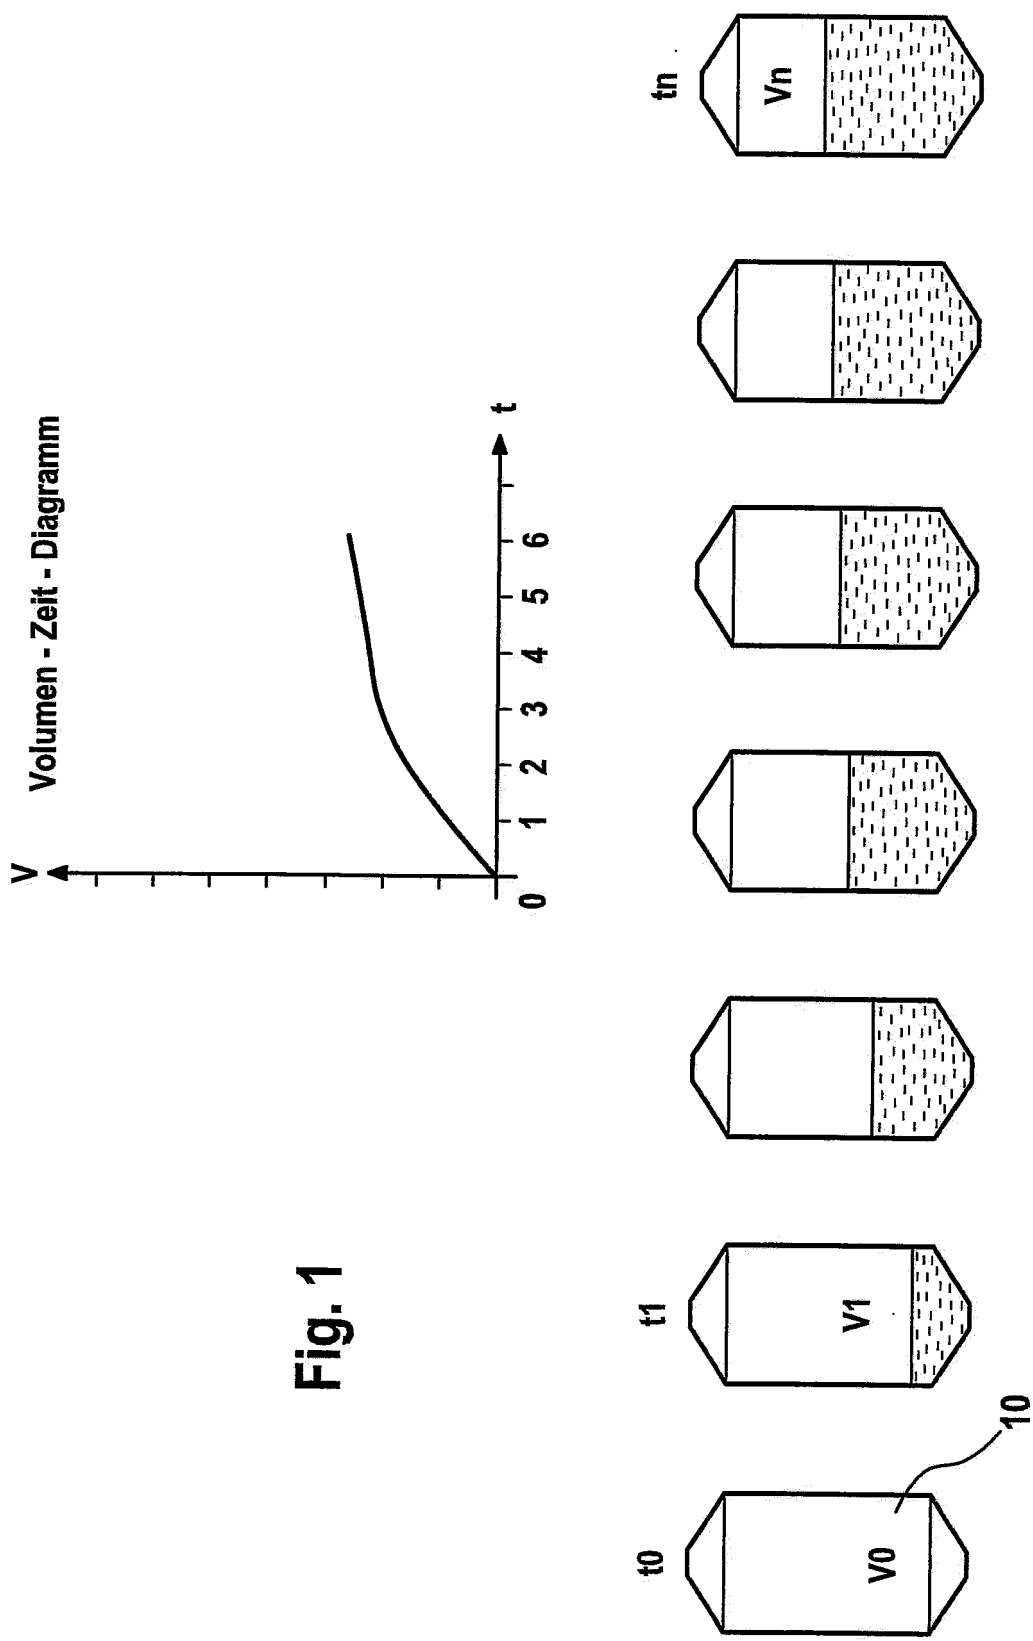 Fig. 1
Volumen - Zeit - Diagramm
V
0 1 2 3 4 5 6 t
t0 t1 tn
V0 V1 Vn
10